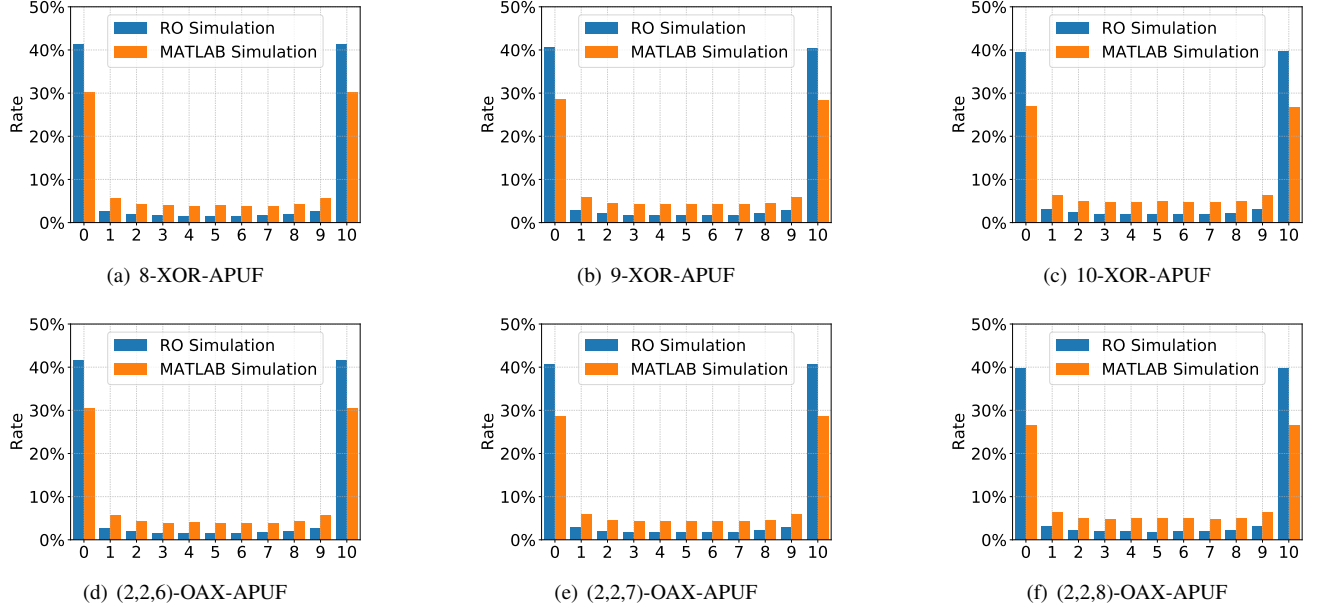 50%
40%
30%
20%
10%
0%
Rate
RO Simulation
MATLAB Simulation
0 1 2 3 4 5 6 7 8 9 10
(a) 8-XOR-APUF
50%
40%
30%
20%
10%
0%
Rate
RO Simulation
MATLAB Simulation
0 1 2 3 4 5 6 7 8 9 10
(b) 9-XOR-APUF
50%
40%
30%
20%
10%
0%
Rate
RO Simulation
MATLAB Simulation
0 1 2 3 4 5 6 7 8 9 10
(c) 10-XOR-APUF
50%
40%
30%
20%
10%
0%
Rate
RO Simulation
MATLAB Simulation
0 1 2 3 4 5 6 7 8 9 10
(d) (2,2,6)-OAX-APUF
50%
40%
30%
20%
10%
0%
Rate
RO Simulation
MATLAB Simulation
0 1 2 3 4 5 6 7 8 9 10
(e) (2,2,7)-OAX-APUF
50%
40%
30%
20%
10%
0%
Rate
RO Simulation
MATLAB Simulation
0 1 2 3 4 5 6 7 8 9 10
(f) (2,2,8)-OAX-APUF